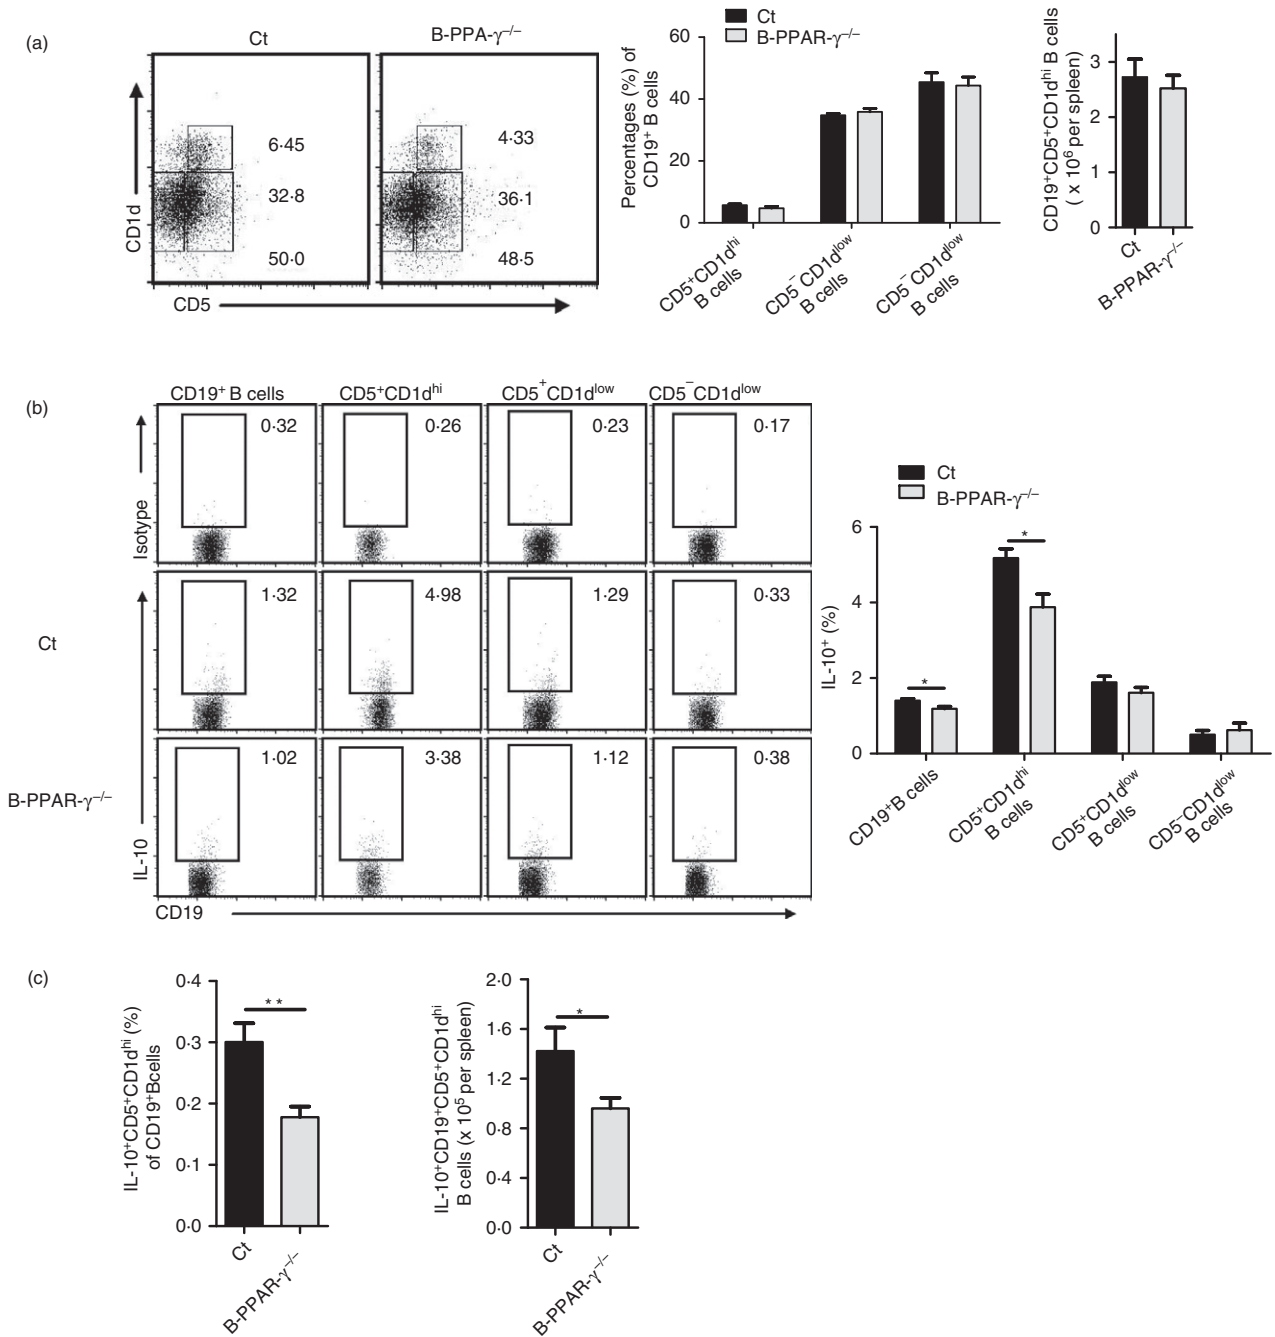 (a)
Ct
B-PPA-γ⁻/⁻
6·45
32·8
50·0
4·33
36·1
48·5
CD1d
CD5
Ct
B-PPAR-γ⁻/⁻
Percentages (%) of
CD19⁺ B cells
60
40
20
0
CD5⁺CD1dʰⁱ
B cells
CD5⁻CD1dˡᵒʷ
B cells
CD5⁻CD1dˡᵒʷ
B cells
CD19⁺CD5⁺CD1dʰⁱ B cells
( x 10⁶ per spleen)
3
2
1
0
Ct
B-PPAR-γ⁻/⁻
(b)
CD19⁺ B cells
CD5⁺CD1dʰⁱ
CD5⁺CD1dˡᵒʷ
CD5⁻CD1dˡᵒʷ
Isotype
0·32
0·26
0·23
0·17
Ct
1·32
4·98
1·29
0·33
B-PPAR-γ⁻/⁻
1·02
3·38
1·12
0·38
IL-10
CD19
Ct
B-PPAR-γ⁻/⁻
IL-10⁺ (%)
6
4
2
0
*
*
CD19⁺B cells
CD5⁺CD1dʰⁱ
B cells
CD5⁺CD1dˡᵒʷ
B cells
CD5⁻CD1dˡᵒʷ
B cells
(c)
IL-10⁺CD5⁺CD1dʰⁱ (%)
of CD19⁺Bcells
0·4
0·3
0·2
0·1
0·0
* *
Ct
B-PPAR-γ⁻/⁻
IL-10⁺CD19⁺CD5⁺CD1dʰⁱ
B cells (x 10⁵ per spleen)
2·0
1·6
1·2
0·8
0·4
0·0
*
Ct
B-PPAR-γ⁻/⁻